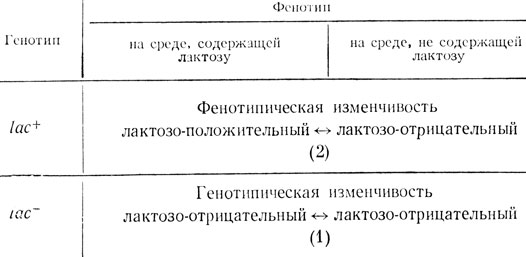 Фенотип
Генотип
на среде, содержащей лактозу
на среде, не содержащей лактозу
lac+
Фенотипическая изменчивость
лактозо-положительный ↔ лактозо-отрицательный
(2)
lac−
Генотипическая изменчивость
лактозо-отрицательный ↔ лактозо-отрицательный
(1)